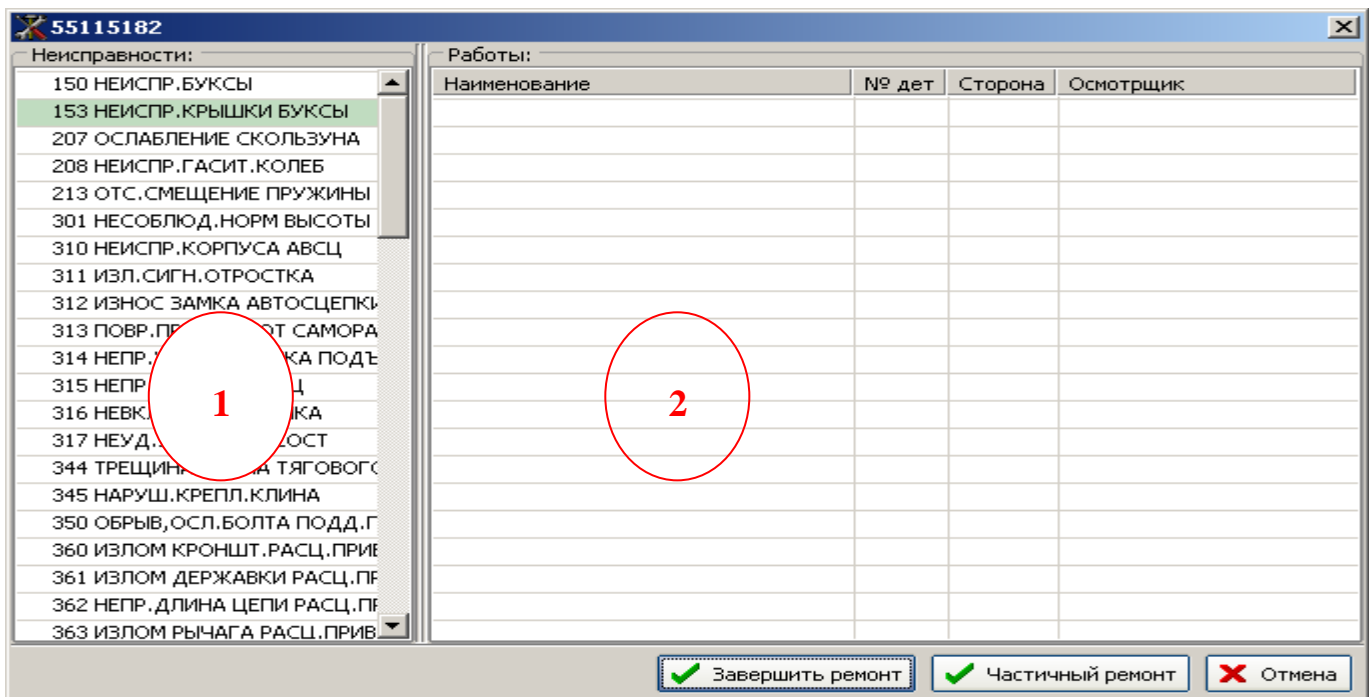 55115182
Неисправности:
150 НЕИСПР.БУКСЫ
153 НЕИСПР.КРЫШКИ БУКСЫ
207 ОСЛАБЛЕНИЕ СКОЛЬЗУНА
208 НЕИСПР.ГАСИТ.КОЛЕБ
213 ОТС.СМЕЩЕНИЕ ПРУЖИНЫ
301 НЕСОБЛЮД.НОРМ ВЫСОТЫ
310 НЕИСПР.КОРПУСА АВСЦ
311 ИЗЛ.СИГН.ОТРОСТКА
312 ИЗНОС ЗАМКА АВТОСЦЕПКИ
313 ПОВР.ПР ОТ САМОРА
314 НЕПР. КА ПОДЪ
315 НЕПР Ц
316 НЕВК КА
317 НЕУД. ОСТ
344 ТРЕЩИН А ТЯГОВОГО
345 НАРУШ.КРЕПЛ.КЛИНА
350 ОБРЫВ,ОСЛ.БОЛТА ПОДД.П
360 ИЗЛОМ КРОНШТ.РАСЦ.ПРИВ
361 ИЗЛОМ ДЕРЖАВКИ РАСЦ.ПР
362 НЕПР.ДЛИНА ЦЕПИ РАСЦ.ПР
363 ИЗЛОМ РЫЧАГА РАСЦ.ПРИВ
1
Работы:
Наименование № дет Сторона Осмотрщик
2
Завершить ремонт Частичный ремонт Отмена